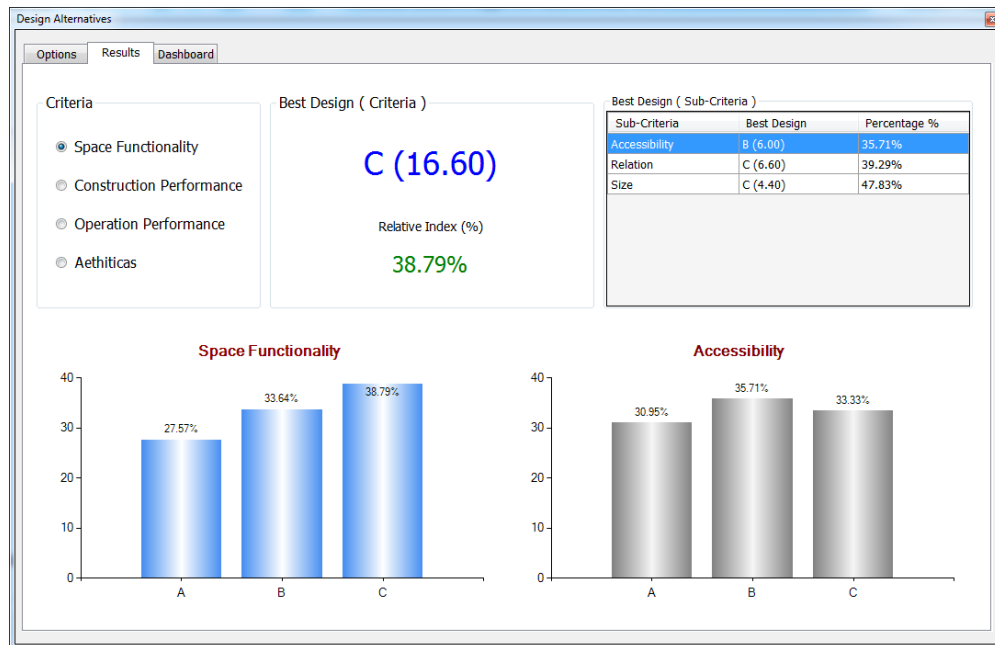 Design Alternatives
Options Results Dashboard
Criteria
Space Functionality
Construction Performance
Operation Performance
Aethiticas
Best Design ( Criteria )
C (16.60)
Relative Index (%)
38.79%
Best Design ( Sub-Criteria )
Sub-Criteria Best Design Percentage %
Accessibility B (6.00) 35.71%
Relation C (6.60) 39.29%
Size C (4.40) 47.83%
Space Functionality
40
30
20
10
0
27.57%
33.64%
38.79%
A B C
Accessibility
40
30
20
10
0
30.95%
35.71%
33.33%
A B C